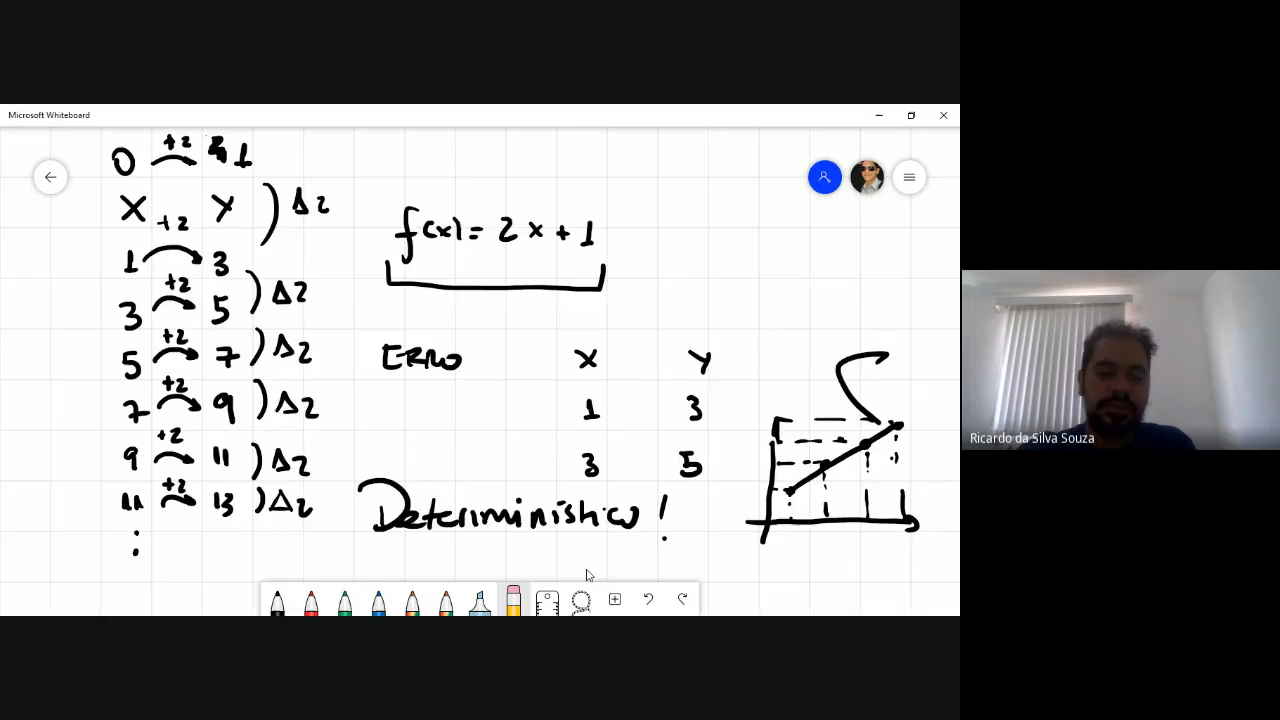 Microsoft Whiteboard
0 +2 1
X Y ) Δ2
+2
1 3
+2 ) Δ2
3 5
+2 ) Δ2
5 7
+2 ) Δ2
7 9
+2 ) Δ2
9 11
+2 ) Δ2
11 13
⋮
f(x) = 2x + 1
ERRO X Y
1 3
3 5
Determinístico !
Ricardo da Silva Souza